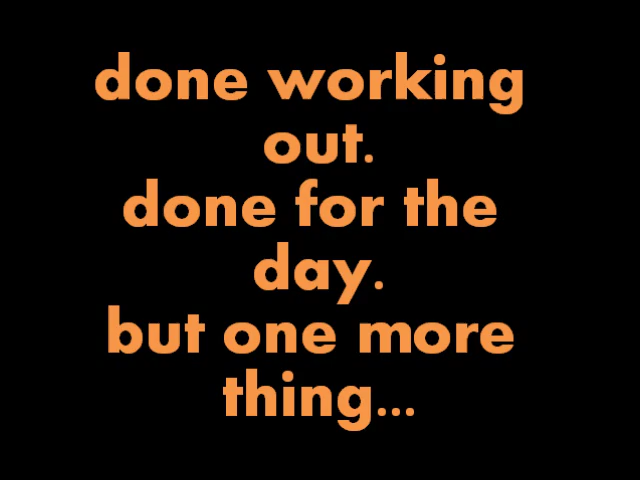 done working
out.
done for the
day.
but one more
thing...